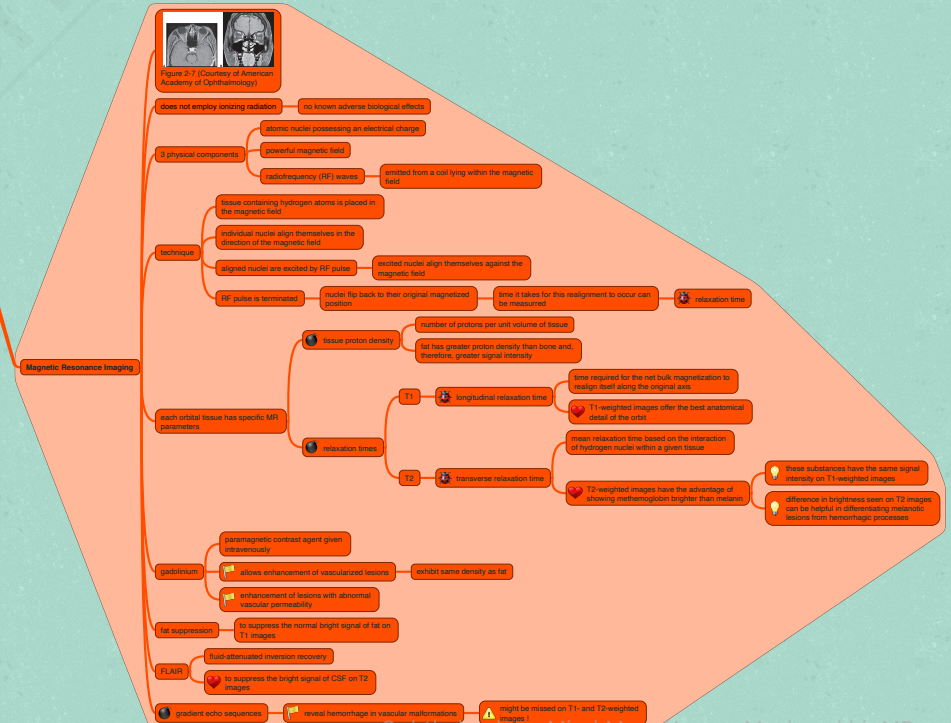 Magnetic Resonance Imaging
Figure 2-7 (Courtesy of American
Academy of Ophthalmology)
does not employ ionizing radiation
no known adverse biological effects
3 physical components
atomic nuclei possessing an electrical charge
powerful magnetic field
radiofrequency (RF) waves
emitted from a coil lying within the magnetic
field
technique
tissue containing hydrogen atoms is placed in
the magnetic field
individual nuclei align themselves in the
direction of the magnetic field
aligned nuclei are excited by RF pulse
excited nuclei align themselves against the
magnetic field
RF pulse is terminated
nuclei flip back to their original magnetized
position
time it takes for this realignment to occur can
be measurred
relaxation time
each orbital tissue has specific MR
parameters
tissue proton density
number of protons per unit volume of tissue
fat has greater proton density than bone and,
therefore, greater signal intensity
relaxation times
T1
longitudinal relaxation time
time required for the net bulk magnetization to
realign itself along the original axis
T1-weighted images offer the best anatomical
detail of the orbit
T2
transverse relaxation time
mean relaxation time based on the interaction
of hydrogen nuclei within a given tissue
T2-weighted images have the advantage of
showing methemoglobin brighter than melanin
these substances have the same signal
intensity on T1-weighted images
difference in brightness seen on T2 images
can be helpful in differentiating melanotic
lesions from hemorrhagic processes
gadolinium
paramagnetic contrast agent given
intravenously
allows enhancement of vascularized lesions
exhibit same density as fat
enhancement of lesions with abnormal
vascular permeability
fat suppression
to suppress the normal bright signal of fat on
T1 images
FLAIR
fluid-attenuated inversion recovery
to suppress the bright signal of CSF on T2
images
gradient echo sequences
reveal hemorrhage in vascular malformations
might be missed on T1- and T2-weighted
images !